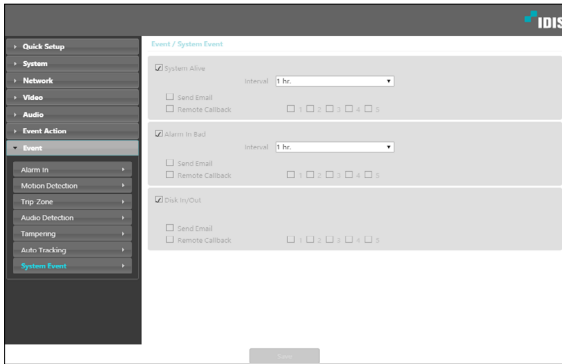 IDIS
Quick Setup
System
Network
Video
Audio
Event Action
Event
Alarm In
Motion Detection
Trip Zone
Audio Detection
Tampering
Auto Tracking
System Event
Event / System Event
System Alive
Interval 1 hr.
Send Email
Remote Callback 1 2 3 4 5
Alarm In Bad
Interval 1 hr.
Send Email
Remote Callback 1 2 3 4 5
Disk In/Out
Send Email
Remote Callback 1 2 3 4 5